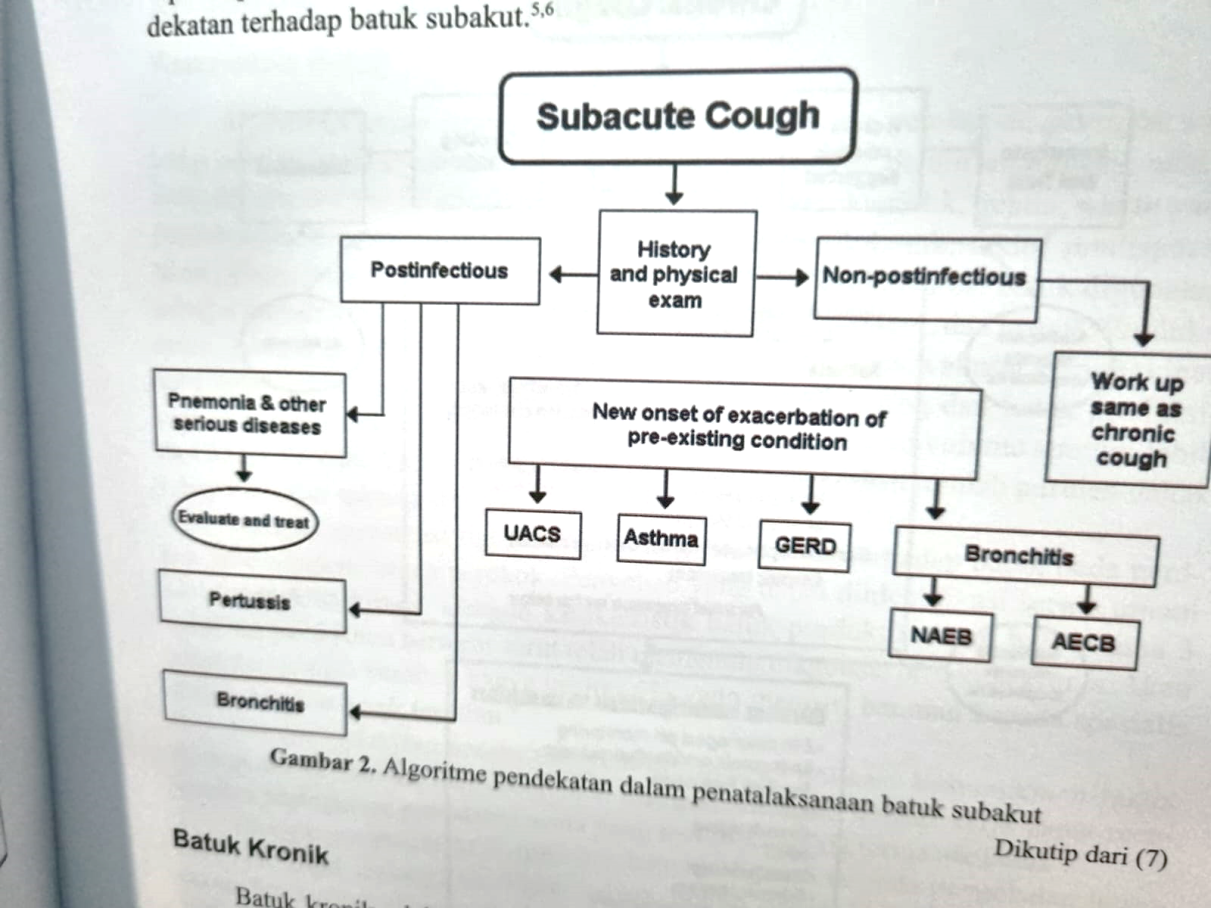 dekatan terhadap batuk subakut.5,6
Subacute Cough
History
and physical
exam
Postinfectious
Non-postinfectious
Work up
same as
chronic
cough
Pnemonia & other
serious diseases
New onset of exacerbation of
pre-existing condition
Evaluate and treat
UACS
Asthma
GERD
Bronchitis
Pertussis
NAEB
AECB
Bronchitis
Gambar 2. Algoritme pendekatan dalam penatalaksanaan batuk subakut
Dikutip dari (7)
Batuk Kronik
Batuk kronik